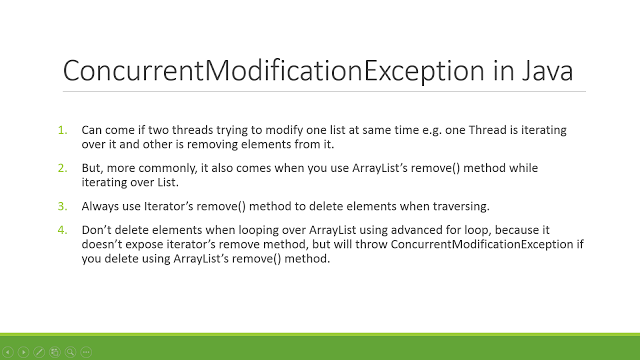 ConcurrentModificationException in Java
1. Can come if two threads trying to modify one list at same time e.g. one Thread is iterating
over it and other is removing elements from it.
2. But, more commonly, it also comes when you use ArrayList’s remove() method while
iterating over List.
3. Always use Iterator’s remove() method to delete elements when traversing.
4. Don’t delete elements when looping over ArrayList using advanced for loop, because it
doesn’t expose iterator’s remove method, but will throw ConcurrentModificationException if
you delete using ArrayList’s remove() method.